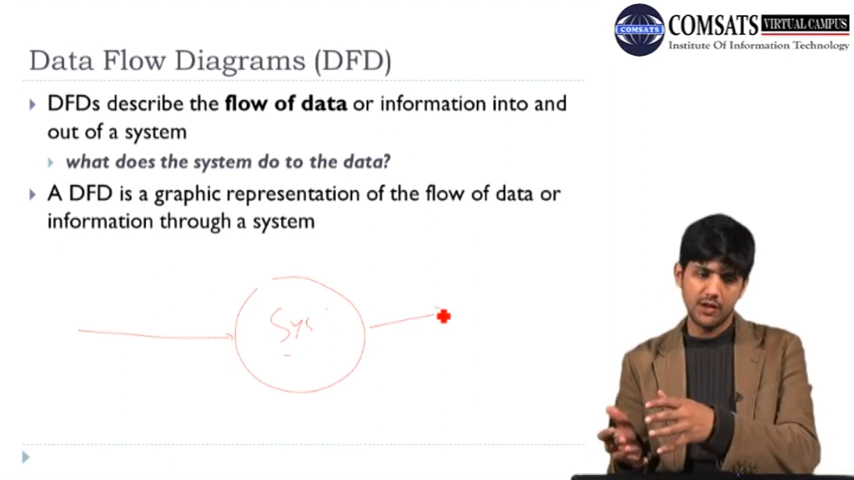 COMSATS VIRTUAL CAMPUS
COMSATS
Institute Of Information Technology
Data Flow Diagrams (DFD)
DFDs describe the flow of data or information into and
out of a system
what does the system do to the data?
A DFD is a graphic representation of the flow of data or
information through a system
Sys